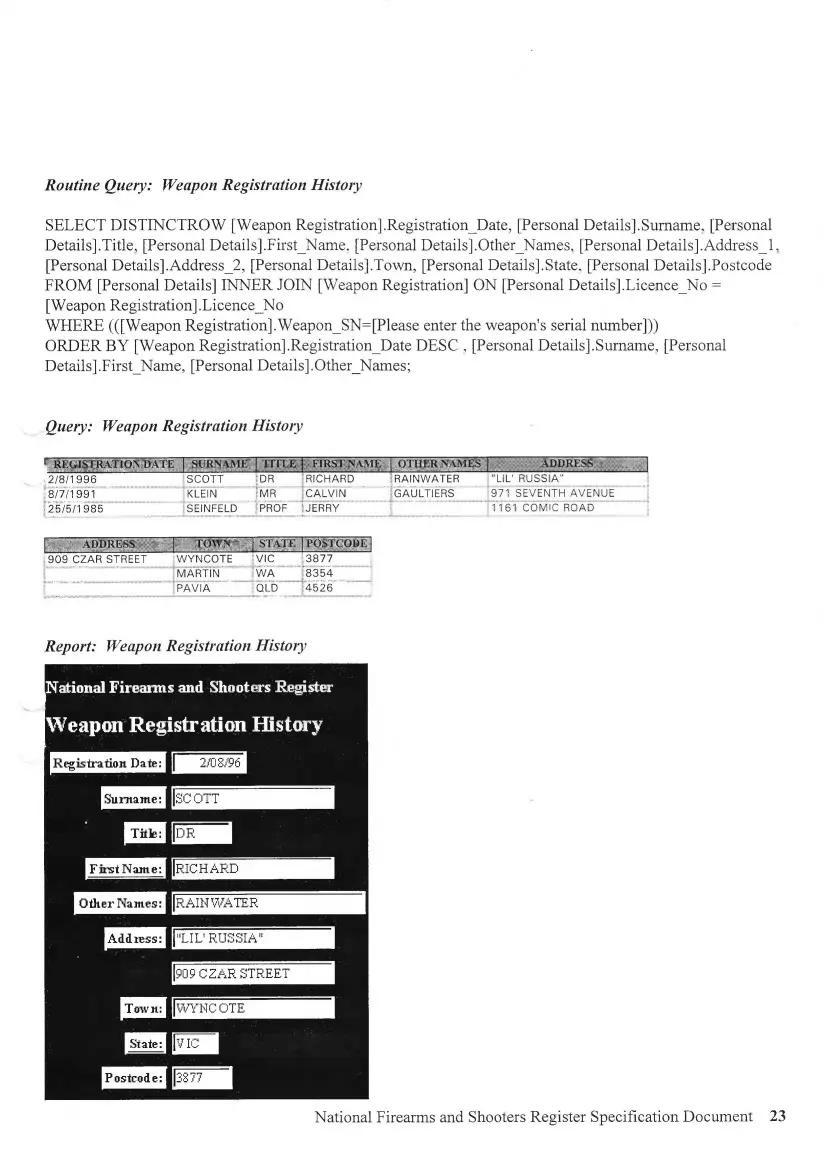 Routine Query: Weapon Registration History
SELECT DISTINCTROW [Weapon Registration].Registration_Date, [Personal Details].Surname, [Personal
Details].Title, [Personal Details].First_Name, [Personal Details].Other_Names, [Personal Details].Address_1,
[Personal Details].Address_2, [Personal Details].Town, [Personal Details].State, [Personal Details].Postcode
FROM [Personal Details] INNER JOIN [Weapon Registration] ON [Personal Details].Licence_No =
[Weapon Registration].Licence_No
WHERE (([Weapon Registration].Weapon_SN=[Please enter the weapon's serial number]))
ORDER BY [Weapon Registration].Registration_Date DESC , [Personal Details].Surname, [Personal
Details].First_Name, [Personal Details].Other_Names;
Query: Weapon Registration History
REGISTRATION DATE SURNAME TITLE FIRST NAME OTHER NAMES ADDRESS
2/8/1996 SCOTT DR RICHARD RAINWATER "LIL' RUSSIA"
8/7/1991 KLEIN MR CALVIN GAULTIERS 971 SEVENTH AVENUE
25/5/1985 SEINFELD PROF JERRY 1161 COMIC ROAD
ADDRESS TOWN STATE POSTCODE
909 CZAR STREET WYNCOTE VIC 3877
MARTIN WA 8354
PAVIA QLD 4526
Report: Weapon Registration History
National Firearms and Shooters Register
Weapon Registration History
Registration Date: 2/08/96
Surname: SCOTT
Title: DR
First Name: RICHARD
Other Names: RAINWATER
Address: "LIL' RUSSIA"
909 CZAR STREET
Town: WYNCOTE
State: VIC
Postcode: 3877
National Firearms and Shooters Register Specification Document 23